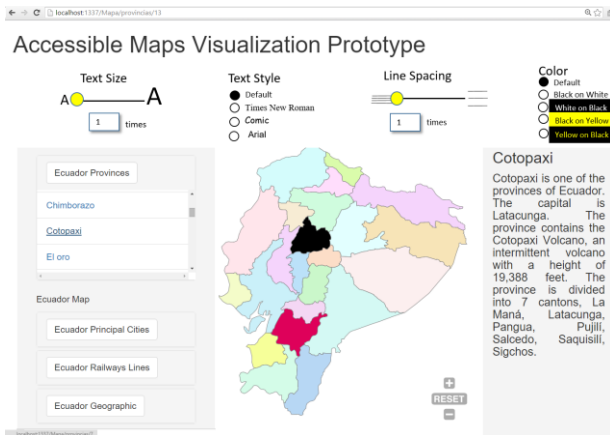 localhost:1337/Mapa/provincias/13
Accessible Maps Visualization Prototype
Text Size
A A
1 times
Text Style
Default
Times New Roman
Comic
Arial
Line Spacing
1 times
Color
Default
Black on White
White on Black
Black on Yellow
Yellow on Black
Ecuador Provinces
Chimborazo
Cotopaxi
El oro
Ecuador Map
Ecuador Principal Cities
Ecuador Railways Lines
Ecuador Geographic
RESET
Cotopaxi
Cotopaxi is one of the
provinces of Ecuador.
The capital is
Latacunga. The
province contains the
Cotopaxi Volcano, an
intermittent volcano
with a height of
19,388 feet. The
province is divided
into 7 cantons, La
Maná, Latacunga,
Pangua, Pujilí,
Salcedo, Saquisilí,
Sigchos.